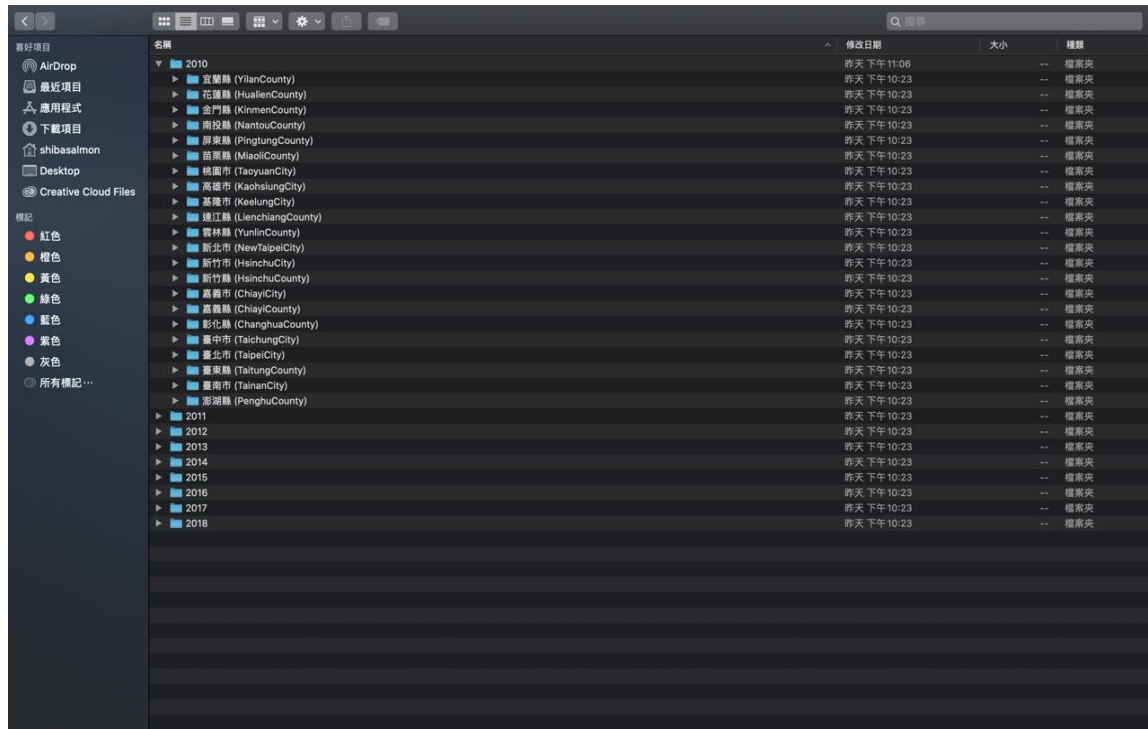 搜尋
喜好項目
AirDrop
最近項目
應用程式
下載項目
shibasalmon
Desktop
Creative Cloud Files
標記
紅色
橙色
黃色
綠色
藍色
紫色
灰色
所有標記…
名稱 修改日期 大小 種類
2010 昨天 下午11:06 -- 檔案夾
宜蘭縣 (YilanCounty) 昨天 下午10:23 -- 檔案夾
花蓮縣 (HualienCounty) 昨天 下午10:23 -- 檔案夾
金門縣 (KinmenCounty) 昨天 下午10:23 -- 檔案夾
南投縣 (NantouCounty) 昨天 下午10:23 -- 檔案夾
屏東縣 (PingtungCounty) 昨天 下午10:23 -- 檔案夾
苗栗縣 (MiaoliCounty) 昨天 下午10:23 -- 檔案夾
桃園市 (TaoyuanCity) 昨天 下午10:23 -- 檔案夾
高雄市 (KaohsiungCity) 昨天 下午10:23 -- 檔案夾
基隆市 (KeelungCity) 昨天 下午10:23 -- 檔案夾
連江縣 (LienchiangCounty) 昨天 下午10:23 -- 檔案夾
雲林縣 (YunlinCounty) 昨天 下午10:23 -- 檔案夾
新北市 (NewTaipeiCity) 昨天 下午10:23 -- 檔案夾
新竹市 (HsinchuCity) 昨天 下午10:23 -- 檔案夾
新竹縣 (HsinchuCounty) 昨天 下午10:23 -- 檔案夾
嘉義市 (ChiayiCity) 昨天 下午10:23 -- 檔案夾
嘉義縣 (ChiayiCounty) 昨天 下午10:23 -- 檔案夾
彰化縣 (ChanghuaCounty) 昨天 下午10:23 -- 檔案夾
臺中市 (TaichungCity) 昨天 下午10:23 -- 檔案夾
臺北市 (TaipeiCity) 昨天 下午10:23 -- 檔案夾
臺東縣 (TaitungCounty) 昨天 下午10:23 -- 檔案夾
臺南市 (TainanCity) 昨天 下午10:23 -- 檔案夾
澎湖縣 (PenghuCounty) 昨天 下午10:23 -- 檔案夾
2011 昨天 下午10:23 -- 檔案夾
2012 昨天 下午10:23 -- 檔案夾
2013 昨天 下午10:23 -- 檔案夾
2014 昨天 下午10:23 -- 檔案夾
2015 昨天 下午10:23 -- 檔案夾
2016 昨天 下午10:23 -- 檔案夾
2017 昨天 下午10:23 -- 檔案夾
2018 昨天 下午10:23 -- 檔案夾